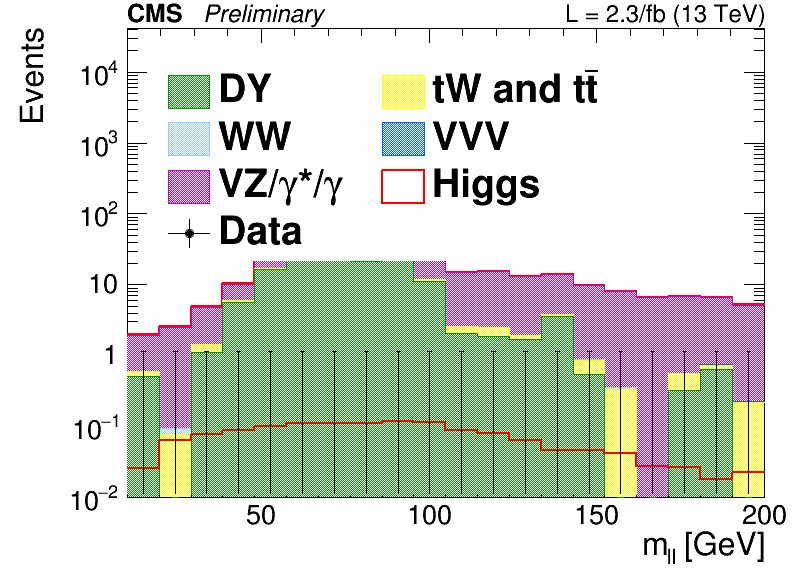 CMS Preliminary L = 2.3/fb (13 TeV)
Events
10⁴
10³
10²
10
1
10⁻¹
10⁻²
DY tW and tt̄
WW VVV
VZ/γ*/γ Higgs
Data
50 100 150 200
m_ll [GeV]